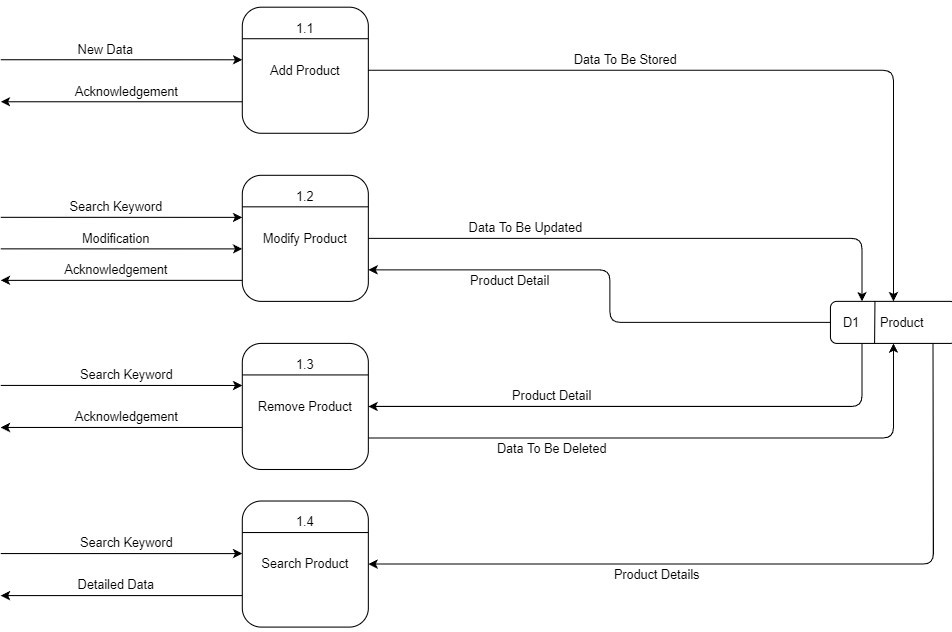 1.1
New Data
Data To Be Stored
Add Product
Acknowledgement
1.2
Search Keyword
Data To Be Updated
Modification
Modify Product
Acknowledgement
Product Detail
D1
Product
1.3
Search Keyword
Product Detail
Remove Product
Acknowledgement
Data To Be Deleted
1.4
Search Keyword
Search Product
Product Details
Detailed Data